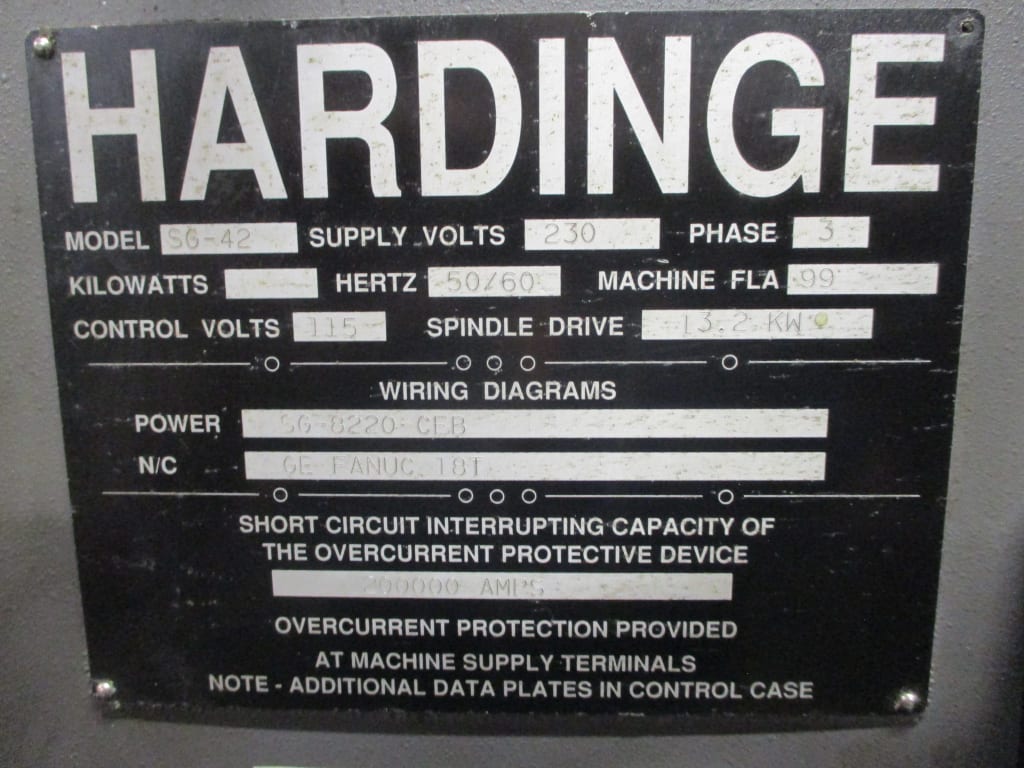 HARDINGE
MODEL SG-42 SUPPLY VOLTS 230 PHASE 3
KILOWATTS HERTZ 50/60 MACHINE FLA 99
CONTROL VOLTS 115 SPINDLE DRIVE 13.2 KW
WIRING DIAGRAMS
POWER SG-8220-CEB
N/C GE FANUC 18T
SHORT CIRCUIT INTERRUPTING CAPACITY OF
THE OVERCURRENT PROTECTIVE DEVICE
200000 AMPS
OVERCURRENT PROTECTION PROVIDED
AT MACHINE SUPPLY TERMINALS
NOTE - ADDITIONAL DATA PLATES IN CONTROL CASE